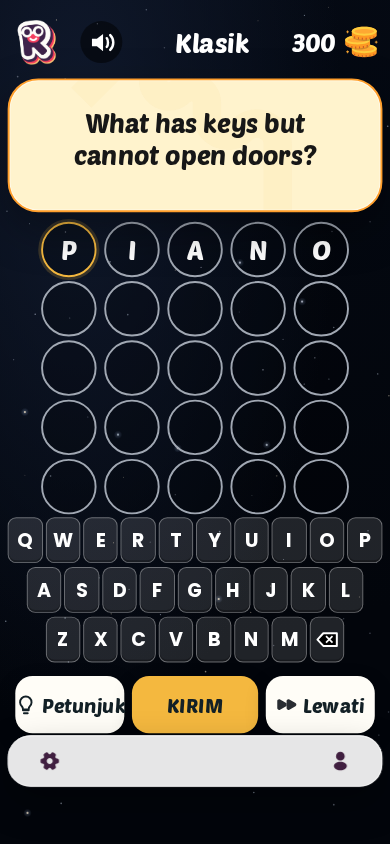 R
Klasik
300
What has keys but
cannot open doors?
P I A N O
Q W E R T Y U I O P
A S D F G H J K L
Z X C V B N M
Petunjuk
KIRIM
Lewati